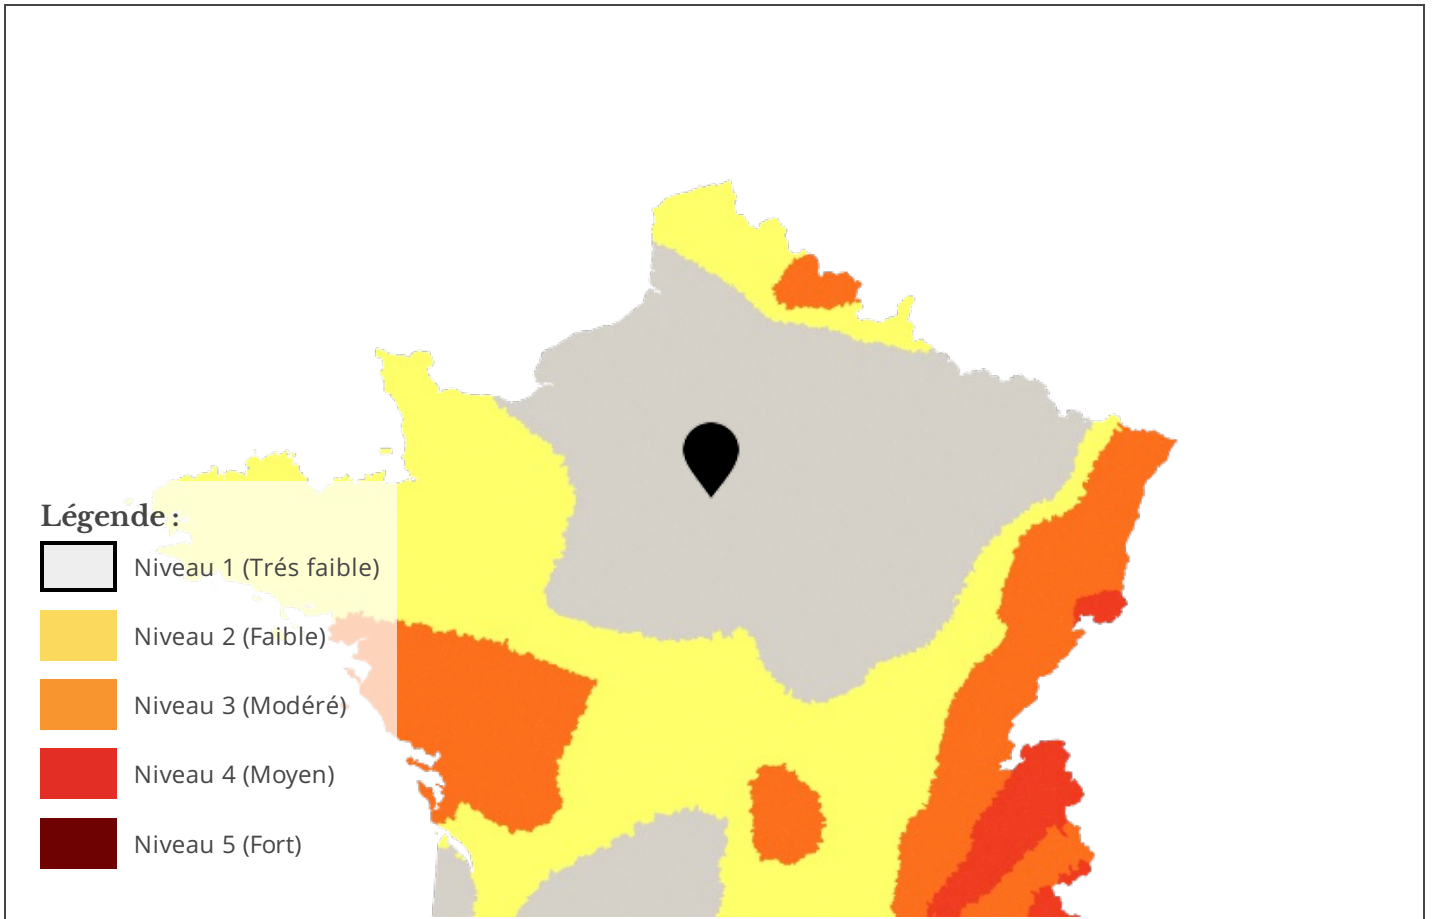 Légende :
Niveau 1 (Trés faible)
Niveau 2 (Faible)
Niveau 3 (Modéré)
Niveau 4 (Moyen)
Niveau 5 (Fort)